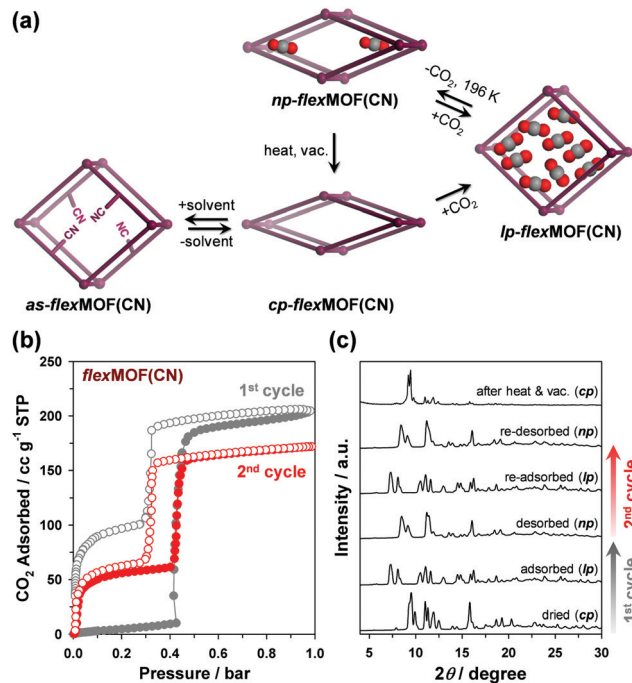 (a)
np-flexMOF(CN)
-CO₂, 196 K
+CO₂
heat, vac.
lp-flexMOF(CN)
+CO₂
+solvent
-solvent
CN
NC
CN
NC
as-flexMOF(CN)
cp-flexMOF(CN)
(b)
flexMOF(CN)
1st cycle
2nd cycle
CO₂ Adsorbed / cc g⁻¹ STP
250
200
150
100
50
0
0.0 0.2 0.4 0.6 0.8 1.0
Pressure / bar
(c)
after heat & vac. (cp)
re-desorbed (np)
re-adsorbed (lp)
desorbed (np)
adsorbed (lp)
dried (cp)
Intensity / a.u.
5 10 15 20 25 30
2θ / degree
2nd cycle
1st cycle